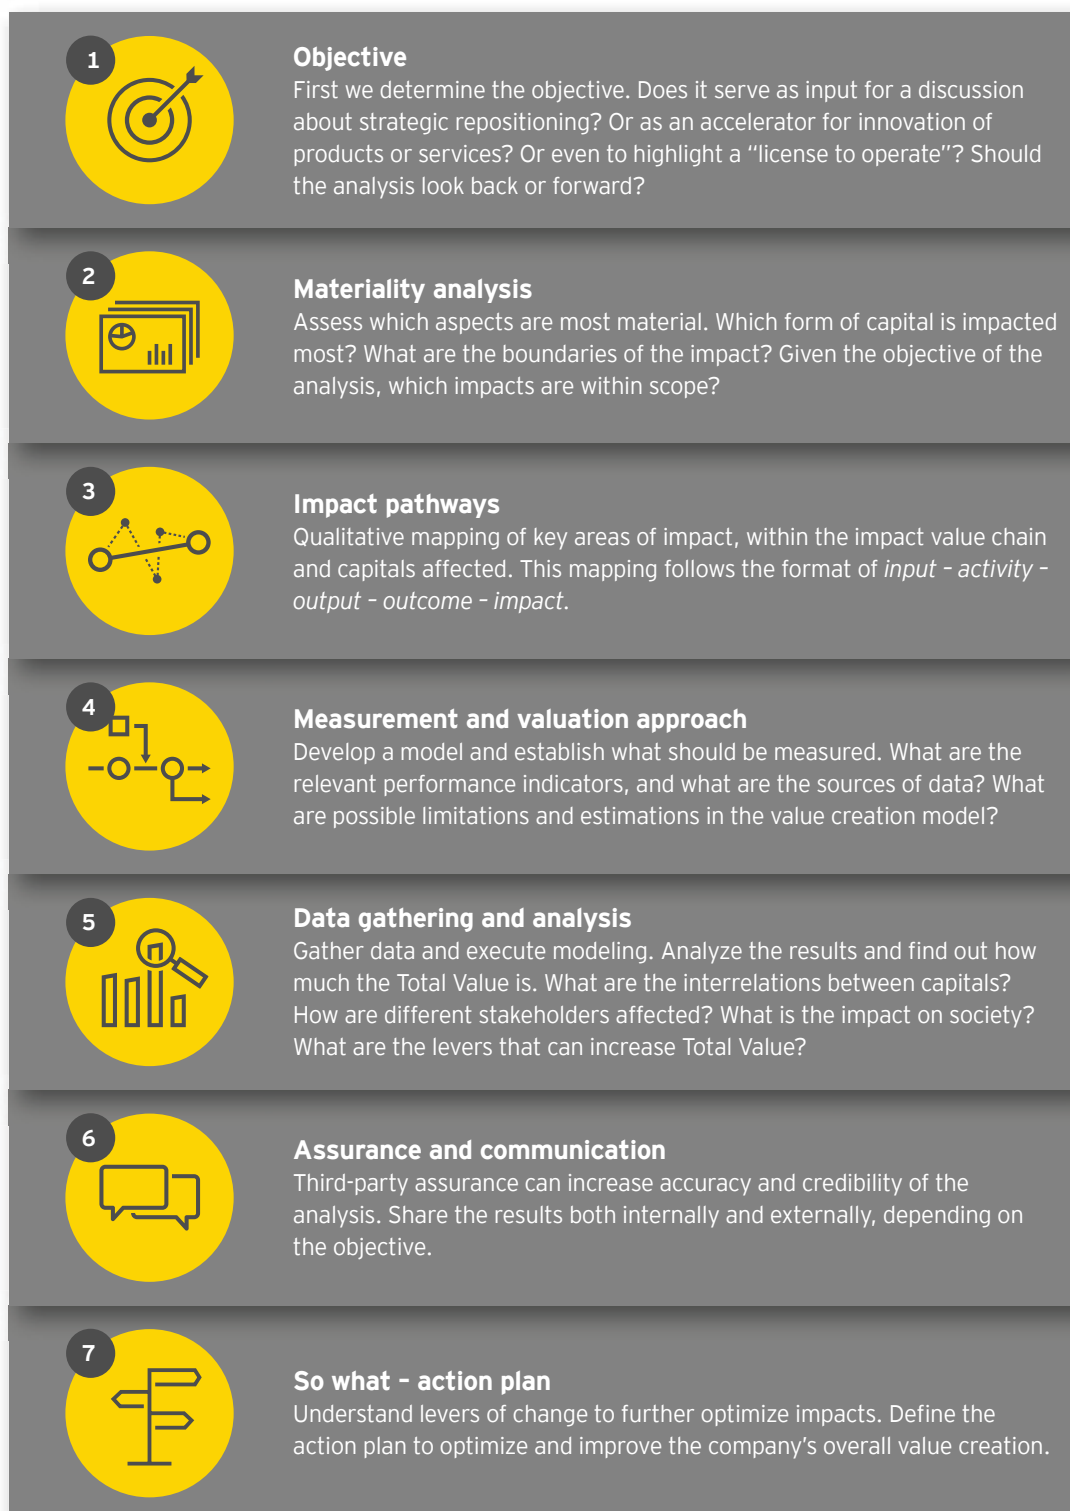 1
Objective
First we determine the objective. Does it serve as input for a discussion
about strategic repositioning? Or as an accelerator for innovation of
products or services? Or even to highlight a “license to operate”? Should
the analysis look back or forward?
2
Materiality analysis
Assess which aspects are most material. Which form of capital is impacted
most? What are the boundaries of the impact? Given the objective of the
analysis, which impacts are within scope?
3
Impact pathways
Qualitative mapping of key areas of impact, within the impact value chain
and capitals affected. This mapping follows the format of input – activity –
output – outcome – impact.
4
Measurement and valuation approach
Develop a model and establish what should be measured. What are the
relevant performance indicators, and what are the sources of data? What
are possible limitations and estimations in the value creation model?
5
Data gathering and analysis
Gather data and execute modeling. Analyze the results and find out how
much the Total Value is. What are the interrelations between capitals?
How are different stakeholders affected? What is the impact on society?
What are the levers that can increase Total Value?
6
Assurance and communication
Third-party assurance can increase accuracy and credibility of the
analysis. Share the results both internally and externally, depending on
the objective.
7
So what – action plan
Understand levers of change to further optimize impacts. Define the
action plan to optimize and improve the company’s overall value creation.